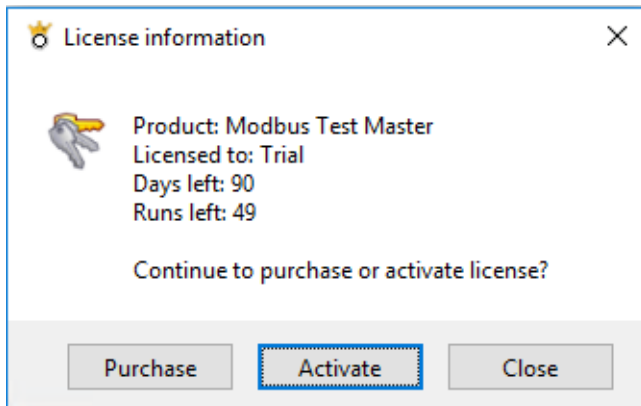 License information
Product: Modbus Test Master
Licensed to: Trial
Days left: 90
Runs left: 49
Continue to purchase or activate license?
Purchase Activate Close